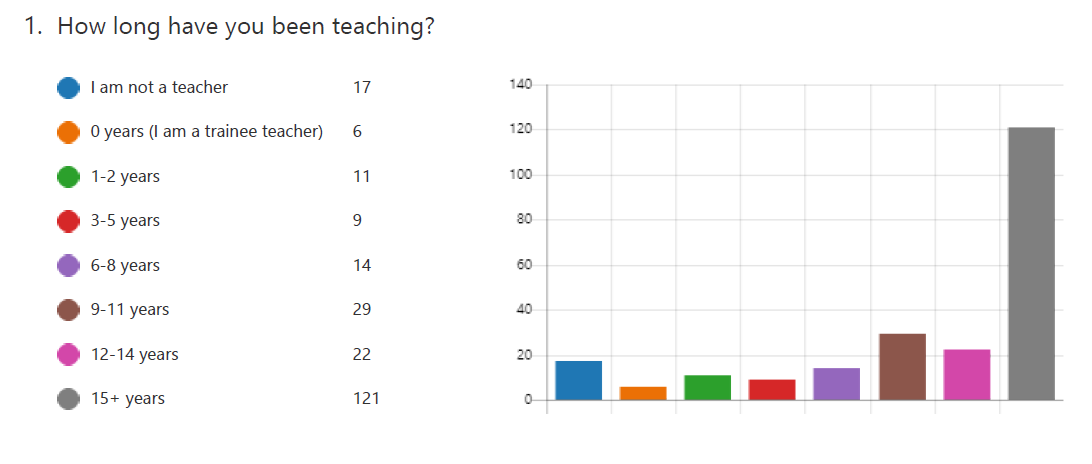 1. How long have you been teaching?
I am not a teacher 17
0 years (I am a trainee teacher) 6
1-2 years 11
3-5 years 9
6-8 years 14
9-11 years 29
12-14 years 22
15+ years 121
140
120
100
80
60
40
20
0